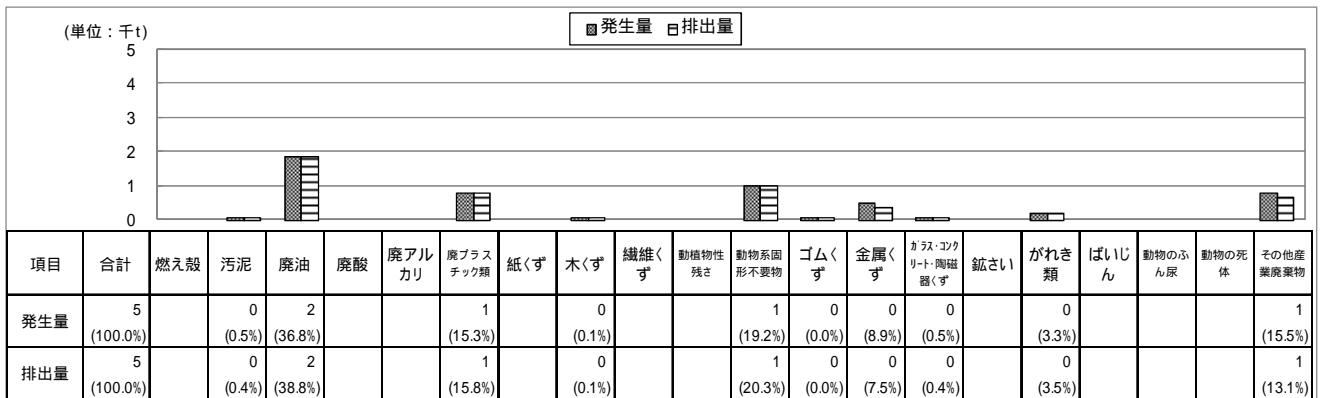 (単位：千t)
発生量 排出量
5
4
3
2
1
0
項目 合計 燃え殻 汚泥 廃油 廃酸 廃アルカリ 廃プラスチック類 紙くず 木くず 繊維くず 動植物性残さ 動物系固形不要物 ゴムくず 金属くず ガラス・コンクリート・陶磁器くず 鉱さい がれき類 ばいじん 動物のふん尿 動物の死体 その他産業廃棄物
発生量 5 0 2 1 0 1 0 0 0 0 1
(100.0%) (0.5%) (36.8%) (15.3%) (0.1%) (19.2%) (0.0%) (8.9%) (0.5%) (3.3%) (15.5%)
排出量 5 0 2 1 0 1 0 0 0 0 1
(100.0%) (0.4%) (38.8%) (15.8%) (0.1%) (20.3%) (0.0%) (7.5%) (0.4%) (3.5%) (13.1%)